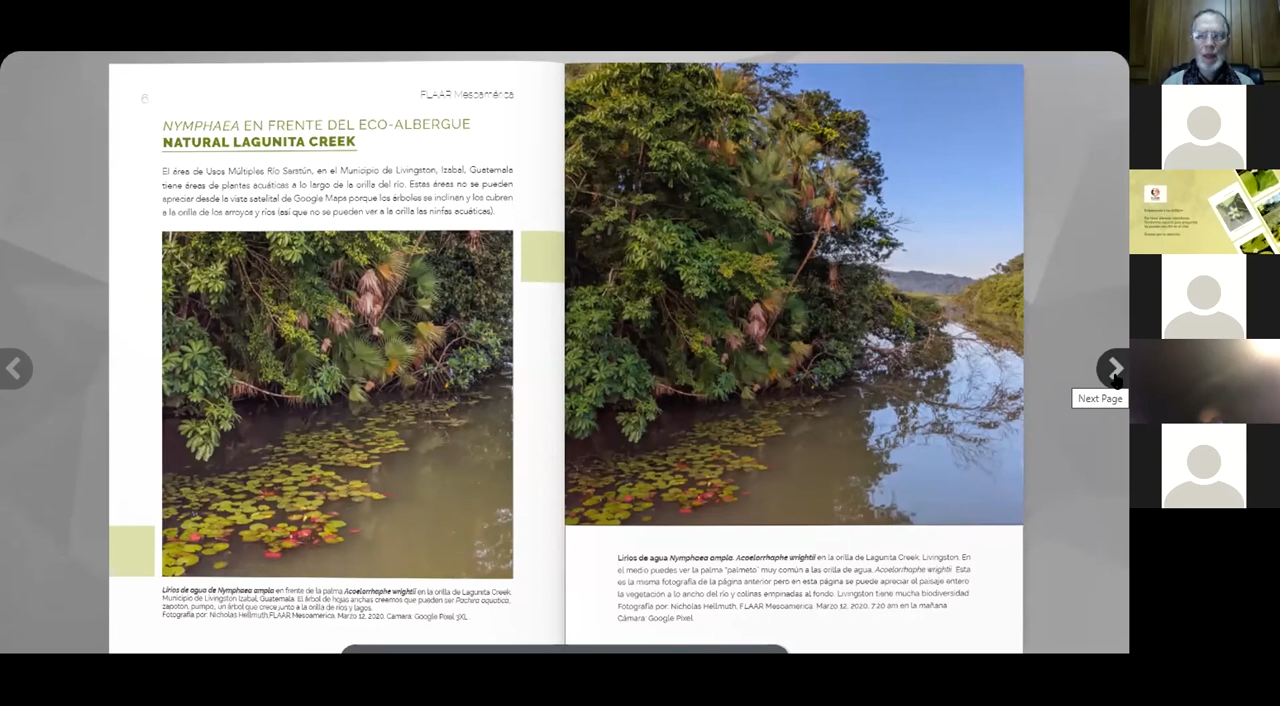 6
FLAAR Mesoamérica
NYMPHAEA EN FRENTE DEL ECO-ALBERGUE
NATURAL LAGUNITA CREEK
El área de Usos Múltiples Río Sarstún, en el Municipio de Livingston, Izabal, Guatemala
tiene áreas de plantas acuáticas a lo largo de la orilla del río. Estas áreas no se pueden
apreciar desde la vista satelital de Google Maps porque los árboles se inclinan y los cubren
a la orilla de los arroyos y ríos (así que no se pueden ver a la orilla las ninfas acuáticas).
Lirios de agua de Nymphaea ampla en frente de la palma Acoelorrhaphe wrightii en la orilla de Lagunita Creek,
Municipio de Livingston Izabal, Guatemala. El árbol de hojas anchas creemos que pueden ser Pachira aquatica,
zapoton, pumpo, un árbol que crece junto a la orilla de ríos y lagos.
Fotografía por: Nicholas Hellmuth, FLAAR Mesoamérica, Marzo 12, 2020. Camara: Google Pixel 3XL
Lirios de agua Nymphaea ampla. Acoelorrhaphe wrightii en la orilla de Lagunita Creek, Livingston. En
el medio puedes ver la palma "palmeto" muy común a las orilla de agua. Acoelorrhaphe wrightii. Esta
es la misma fotografía de la página anterior pero en esta página se puede apreciar el paisaje entero
la vegetación a lo ancho del río y colinas empinadas al fondo. Livingston tiene mucha biodiversidad
Fotografía por: Nicholas Hellmuth, FLAAR Mesoamerica. Marzo 12, 2020. 7.20 am en la mañana
Cámara: Google Pixel
Next Page